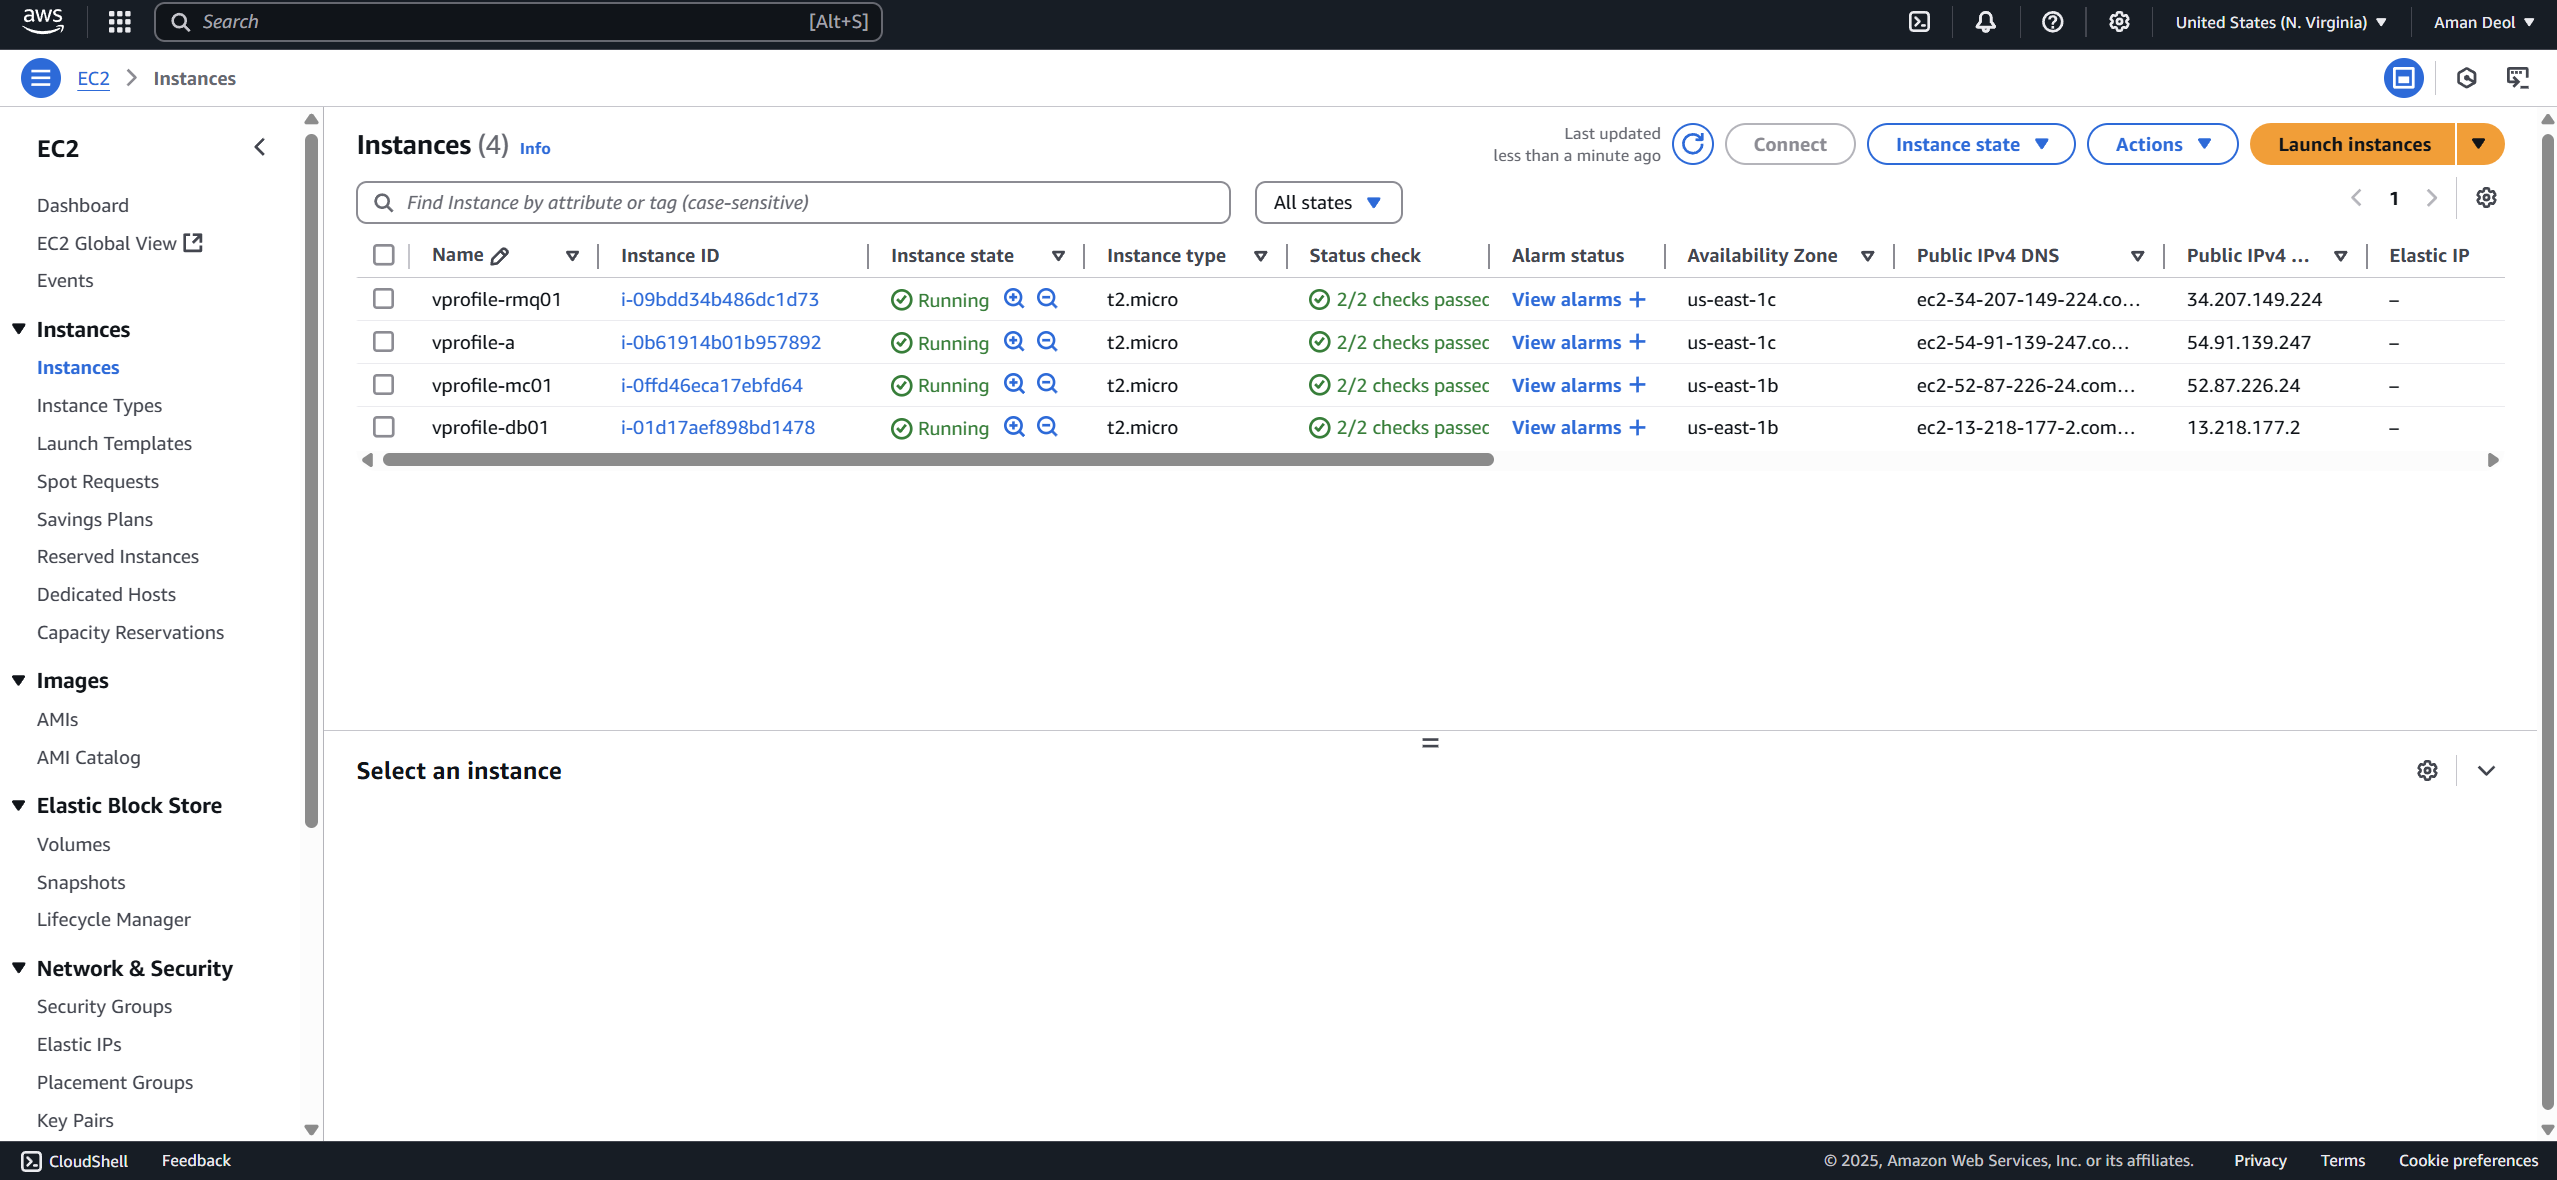 aws
Search [Alt+S]
United States (N. Virginia)
Aman Deol
EC2 Instances
EC2
Dashboard
EC2 Global View
Events
Instances
Instances
Instance Types
Launch Templates
Spot Requests
Savings Plans
Reserved Instances
Dedicated Hosts
Capacity Reservations
Images
AMIs
AMI Catalog
Elastic Block Store
Volumes
Snapshots
Lifecycle Manager
Network & Security
Security Groups
Elastic IPs
Placement Groups
Key Pairs
Instances (4) Info
Last updated
less than a minute ago
Connect
Instance state
Actions
Launch instances
Find Instance by attribute or tag (case-sensitive)
All states
1
Name Instance ID Instance state Instance type Status check Alarm status Availability Zone Public IPv4 DNS Public IPv4 ... Elastic IP
vprofile-rmq01 i-09bdd34b486dc1d73 Running t2.micro 2/2 checks passec View alarms + us-east-1c ec2-34-207-149-224.co... 34.207.149.224 –
vprofile-a i-0b61914b01b957892 Running t2.micro 2/2 checks passec View alarms + us-east-1c ec2-54-91-139-247.co... 54.91.139.247 –
vprofile-mc01 i-0ffd46eca17ebfd64 Running t2.micro 2/2 checks passec View alarms + us-east-1b ec2-52-87-226-24.com... 52.87.226.24 –
vprofile-db01 i-01d17aef898bd1478 Running t2.micro 2/2 checks passec View alarms + us-east-1b ec2-13-218-177-2.com... 13.218.177.2 –
Select an instance
CloudShell Feedback
© 2025, Amazon Web Services, Inc. or its affiliates. Privacy Terms Cookie preferences